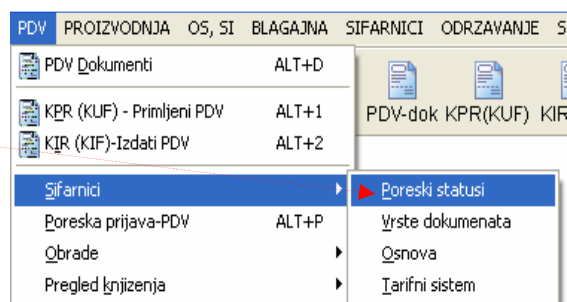 PDV PROIZVODNJA OS, SI BLAGAJNA SIFARNICI ODRZAVANJE S
PDV Dokumenti ALT+D
KPR (KUF) - Primljeni PDV ALT+1
KIR (KIF)-Izdati PDV ALT+2
Sifarnici
Poreska prijava-PDV ALT+P
Obrade
Pregled knjizenja
PDV-dok KPR(KUF) KIR
Poreski statusi
Vrste dokumenata
Osnova
Tarifni sistem